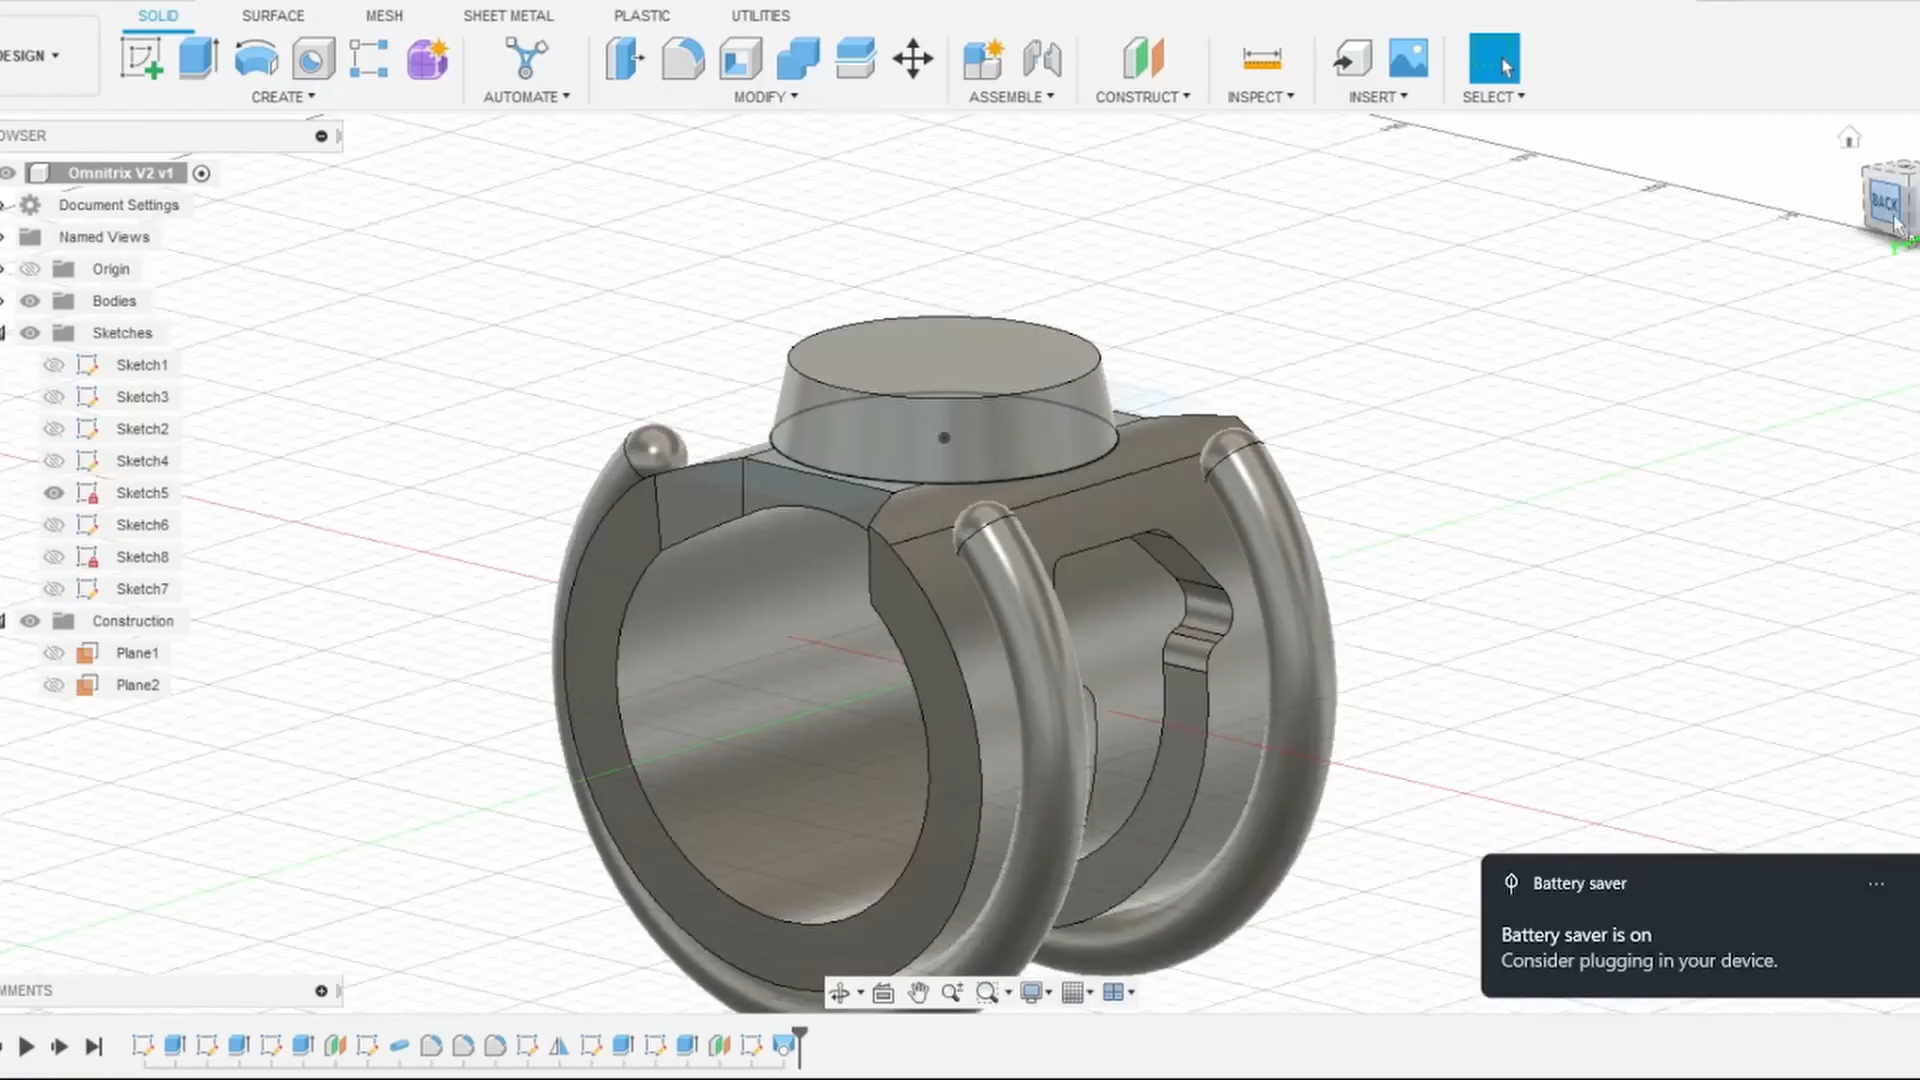 SOLID SURFACE MESH SHEET METAL PLASTIC UTILITIES
DESIGN
CREATE AUTOMATE MODIFY ASSEMBLE CONSTRUCT INSPECT INSERT SELECT
OWSER
Omnitrix V2 v1
Document Settings
Named Views
Origin
Bodies
Sketches
Sketch1
Sketch3
Sketch2
Sketch4
Sketch5
Sketch6
Sketch8
Sketch7
Construction
Plane1
Plane2
BACK
Battery saver
Battery saver is on
Consider plugging in your device.
MMENTS